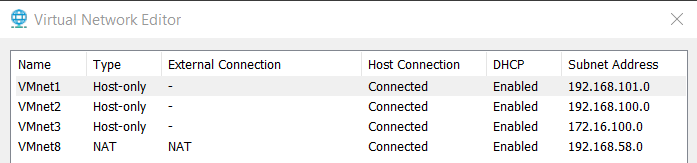 Virtual Network Editor
Name Type External Connection Host Connection DHCP Subnet Address
VMnet1 Host-only - Connected Enabled 192.168.101.0
VMnet2 Host-only - Connected Enabled 192.168.100.0
VMnet3 Host-only - Connected Enabled 172.16.100.0
VMnet8 NAT NAT Connected Enabled 192.168.58.0